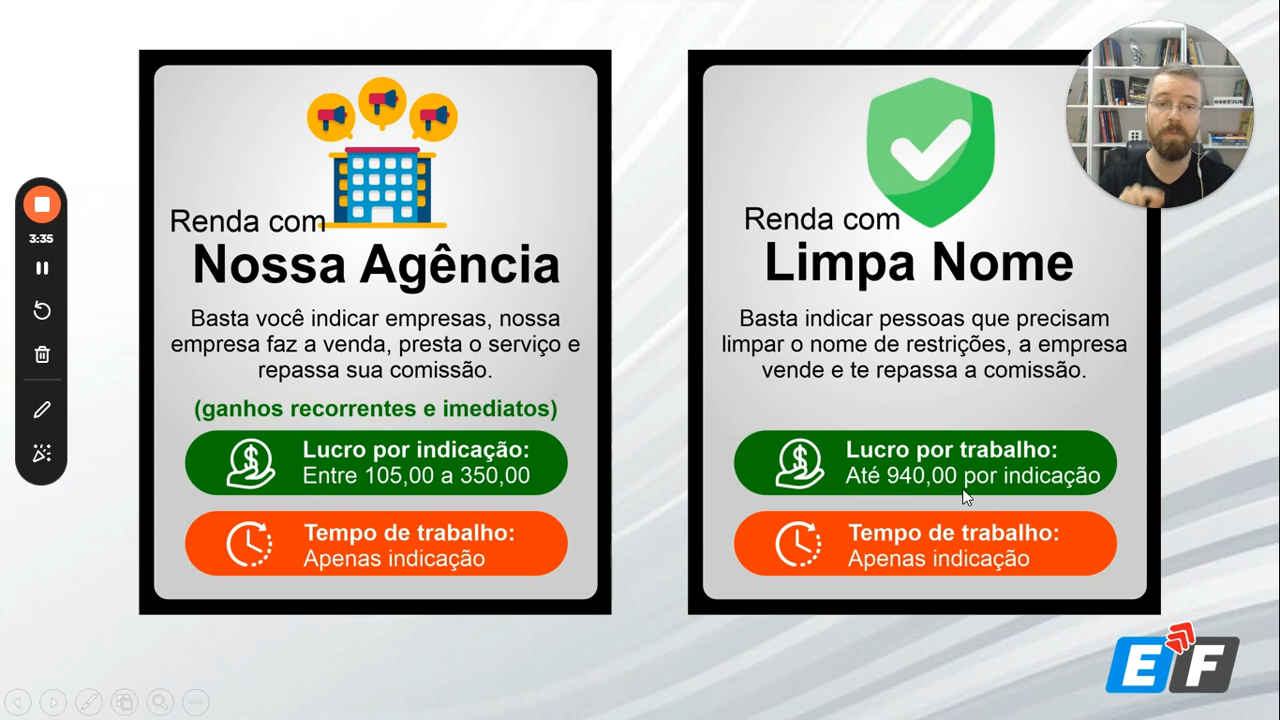 3:35
Renda com
Nossa Agência
Basta você indicar empresas, nossa
empresa faz a venda, presta o serviço e
repassa sua comissão.
(ganhos recorrentes e imediatos)
Lucro por indicação:
Entre 105,00 a 350,00
Tempo de trabalho:
Apenas indicação
Renda com
Limpa Nome
Basta indicar pessoas que precisam
limpar o nome de restrições, a empresa
vende e te repassa a comissão.
Lucro por trabalho:
Até 940,00 por indicação
Tempo de trabalho:
Apenas indicação
EF